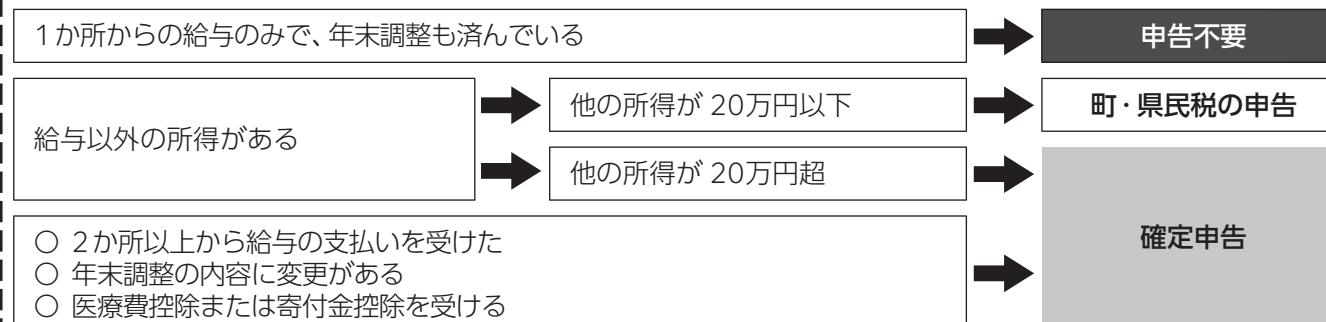 1か所からの給与のみで、年末調整も済んでいる
申告不要
給与以外の所得がある
他の所得が 20万円以下
町・県民税の申告
他の所得が 20万円超
確定申告
○ 2か所以上から給与の支払いを受けた
○ 年末調整の内容に変更がある
○ 医療費控除または寄付金控除を受ける